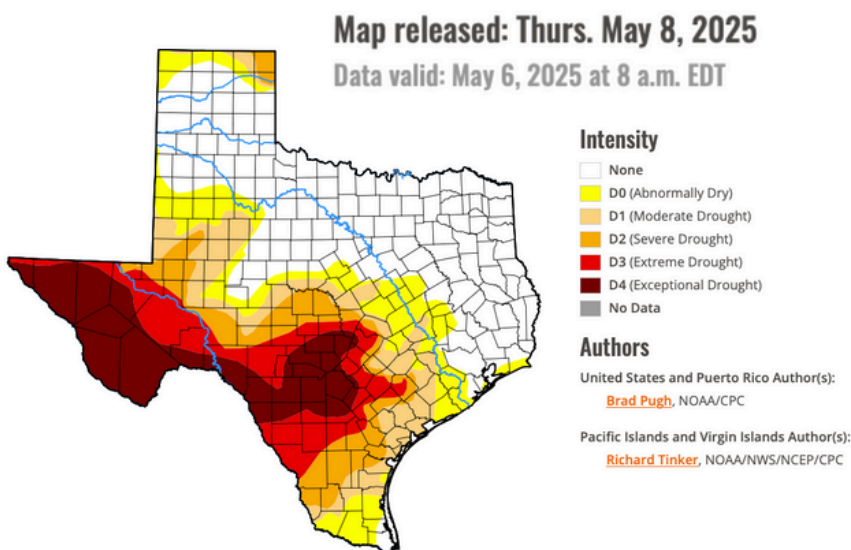 Map released: Thurs. May 8, 2025
Data valid: May 6, 2025 at 8 a.m. EDT
Intensity
None
D0 (Abnormally Dry)
D1 (Moderate Drought)
D2 (Severe Drought)
D3 (Extreme Drought)
D4 (Exceptional Drought)
No Data
Authors
United States and Puerto Rico Author(s):
Brad Pugh, NOAA/CPC
Pacific Islands and Virgin Islands Author(s):
Richard Tinker, NOAA/NWS/NCEP/CPC